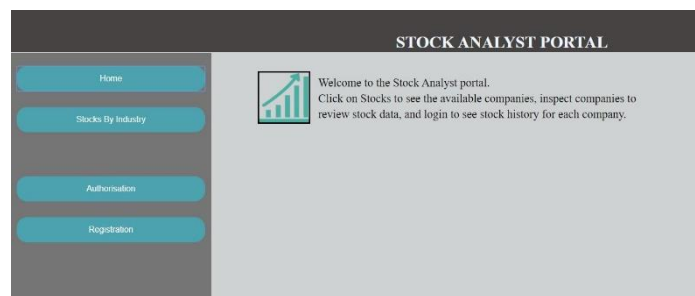 STOCK ANALYST PORTAL
Home
Stocks By Industry
Authorisation
Registration
Welcome to the Stock Analyst portal.
Click on Stocks to see the available companies, inspect companies to
review stock data, and login to see stock history for each company.